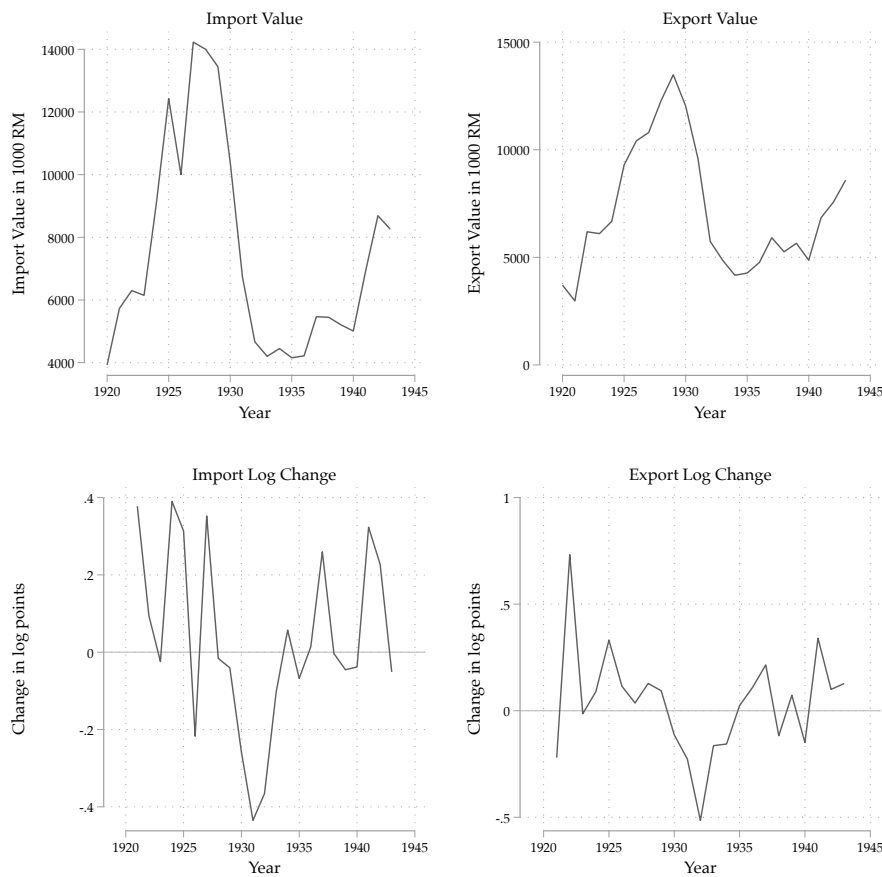 Import Value
Import Value in 1000 RM
14000
12000
10000
8000
6000
4000
1920 1925 1930 1935 1940 1945
Year
Export Value
Export Value in 1000 RM
15000
10000
5000
0
1920 1925 1930 1935 1940 1945
Year
Import Log Change
Change in log points
.4
.2
0
-.2
-.4
1920 1925 1930 1935 1940 1945
Year
Export Log Change
Change in log points
1
.5
0
-.5
1920 1925 1930 1935 1940 1945
Year